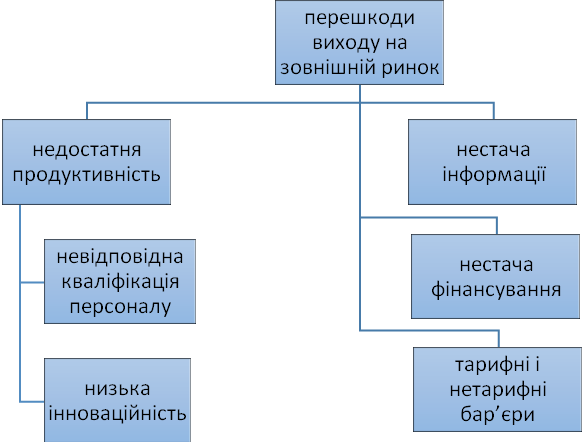 перешкоди
виходу на
зовнішній ринок
недостатня
продуктивність
невідповідна
кваліфікація
персоналу
низька
інноваційність
нестача
інформації
нестача
фінансування
тарифні і
нетарифні
бар’єри